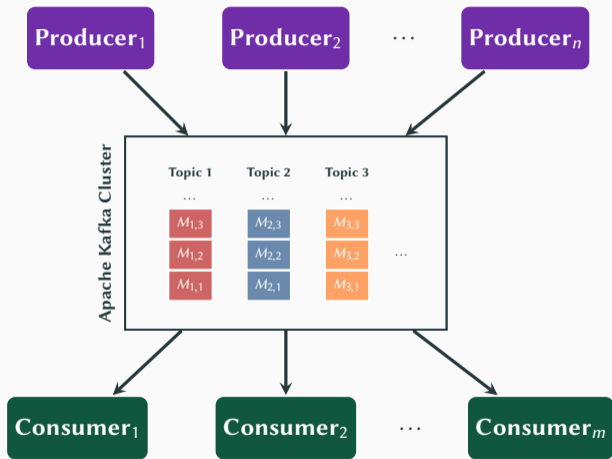 Producer₁ Producer₂ ... Producerₙ
Apache Kafka Cluster
Topic 1 Topic 2 Topic 3
... ... ...
M₁,₃ M₂,₃ M₃,₃
M₁,₂ M₂,₂ M₃,₂ ...
M₁,₁ M₂,₁ M₃,₁
Consumer₁ Consumer₂ ... Consumerₘ